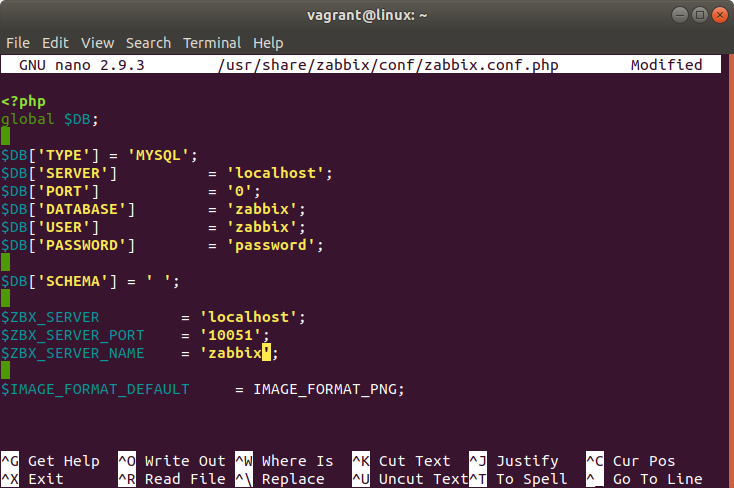 vagrant@linux: ~
File Edit View Search Terminal Help
GNU nano 2.9.3 /usr/share/zabbix/conf/zabbix.conf.php Modified
<?php
global $DB;
$DB['TYPE'] = 'MYSQL';
$DB['SERVER'] = 'localhost';
$DB['PORT'] = '0';
$DB['DATABASE'] = 'zabbix';
$DB['USER'] = 'zabbix';
$DB['PASSWORD'] = 'password';
$DB['SCHEMA'] = ' ';
$ZBX_SERVER = 'localhost';
$ZBX_SERVER_PORT = '10051';
$ZBX_SERVER_NAME = 'zabbix';
$IMAGE_FORMAT_DEFAULT = IMAGE_FORMAT_PNG;
^G Get Help ^O Write Out ^W Where Is ^K Cut Text ^J Justify ^C Cur Pos
^X Exit ^R Read File ^\ Replace ^U Uncut Text ^T To Spell ^_ Go To Line